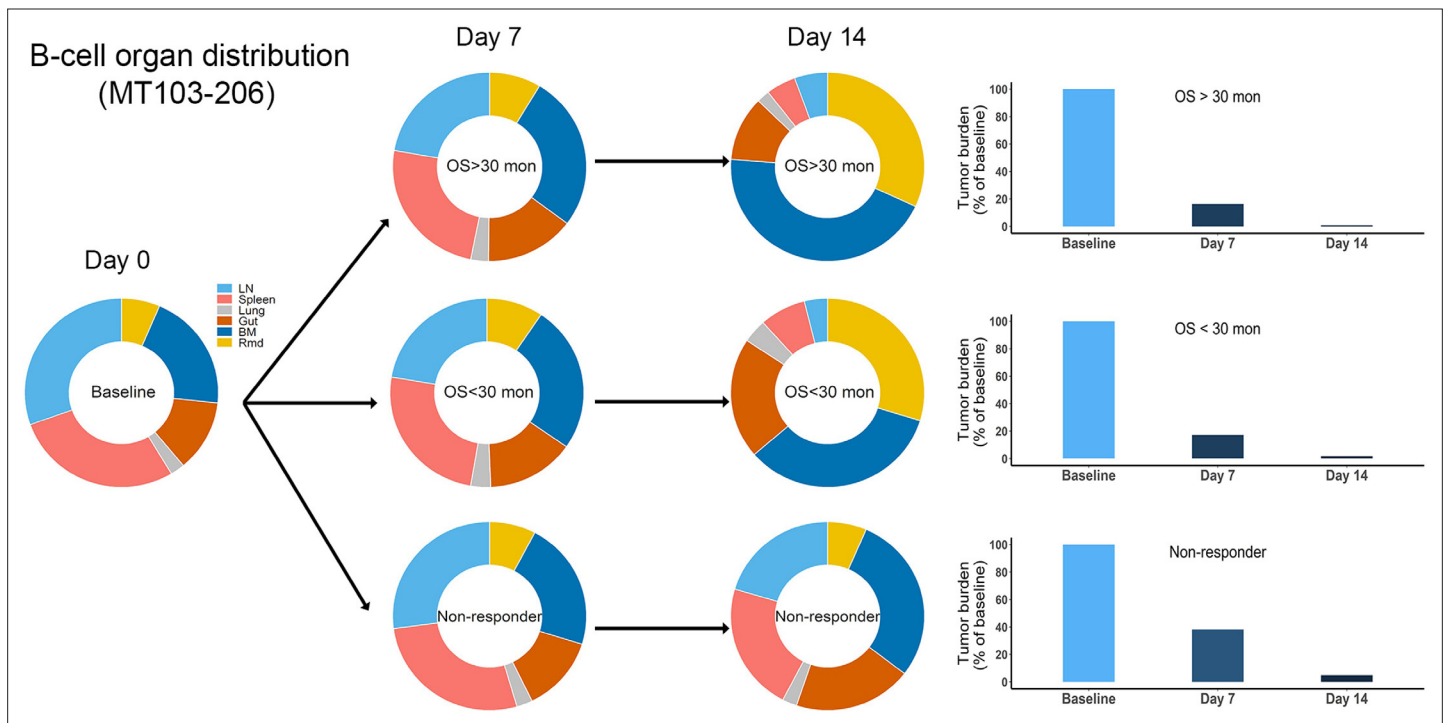 B-cell organ distribution
(MT103-206)
Day 0
Baseline
LN
Spleen
Lung
Gut
BM
Rmd
Day 7
Day 14
OS>30 mon
OS>30 mon
OS<30 mon
OS<30 mon
Non-responder
Non-responder
OS > 30 mon
Tumor burden
(% of baseline)
100
80
60
40
20
0
Baseline
Day 7
Day 14
OS < 30 mon
Tumor burden
(% of baseline)
100
80
60
40
20
0
Baseline
Day 7
Day 14
Non-responder
Tumor burden
(% of baseline)
100
80
60
40
20
0
Baseline
Day 7
Day 14